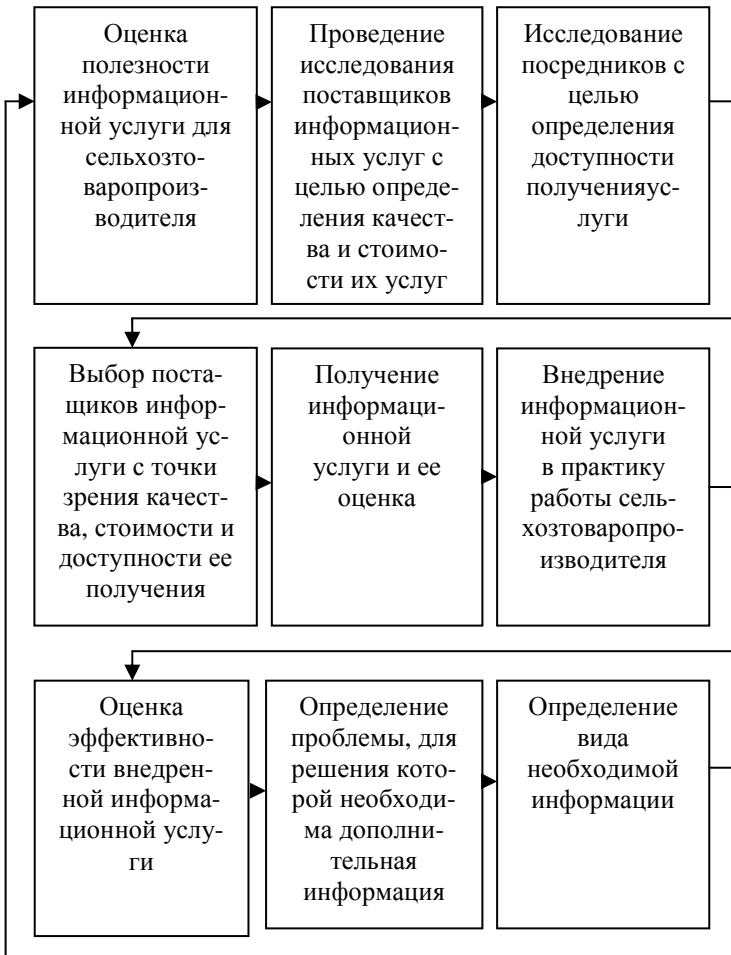 Оценка
полезности
информацион-
ной услуги для
сельхозто-
варопроиз-
водителя
Проведение
исследования
поставщиков
информацион-
ных услуг с
целью опреде-
ления качест-
ва и стоимо-
сти их услуг
Исследование
посредников с
целью
определения
доступности
полученияус-
луги
Выбор поста-
щиков инфор-
мационной ус-
луги с точки
зрения качест-
ва, стоимости и
доступности ее
получения
Получение
информаци-
онной
услуги и ее
оценка
Внедрение
информацион-
ной услуги
в практику
работы сель-
хозтоваропро-
изводителя
Оценка
эффективно-
сти внедрен-
ной информа-
ционной услу-
ги
Определение
проблемы, для
решения кото-
рой необходи-
ма дополни-
тельная
информация
Определение
вида
необходимой
информации